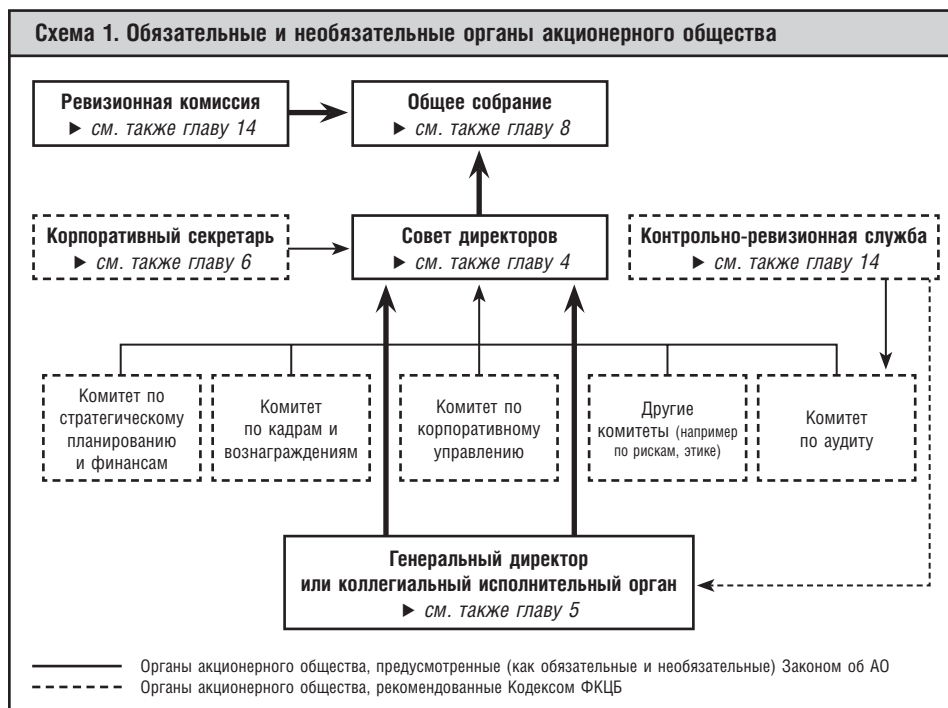 Схема 1. Обязательные и необязательные органы акционерного общества
Ревизионная комиссия
► см. также главу 14
Общее собрание
► см. также главу 8
Корпоративный секретарь
► см. также главу 6
Совет директоров
► см. также главу 4
Контрольно-ревизионная служба
► см. также главу 14
Комитет по
стратегическому
планированию
и финансам
Комитет
по кадрам и
вознаграждениям
Комитет по
корпоративному
управлению
Другие
комитеты (например
по рискам, этике)
Комитет
по аудиту
Генеральный директор
или коллегиальный исполнительный орган
► см. также главу 5
Органы акционерного общества, предусмотренные (как обязательные и необязательные) Законом об АО
Органы акционерного общества, рекомендованные Кодексом ФКЦБ